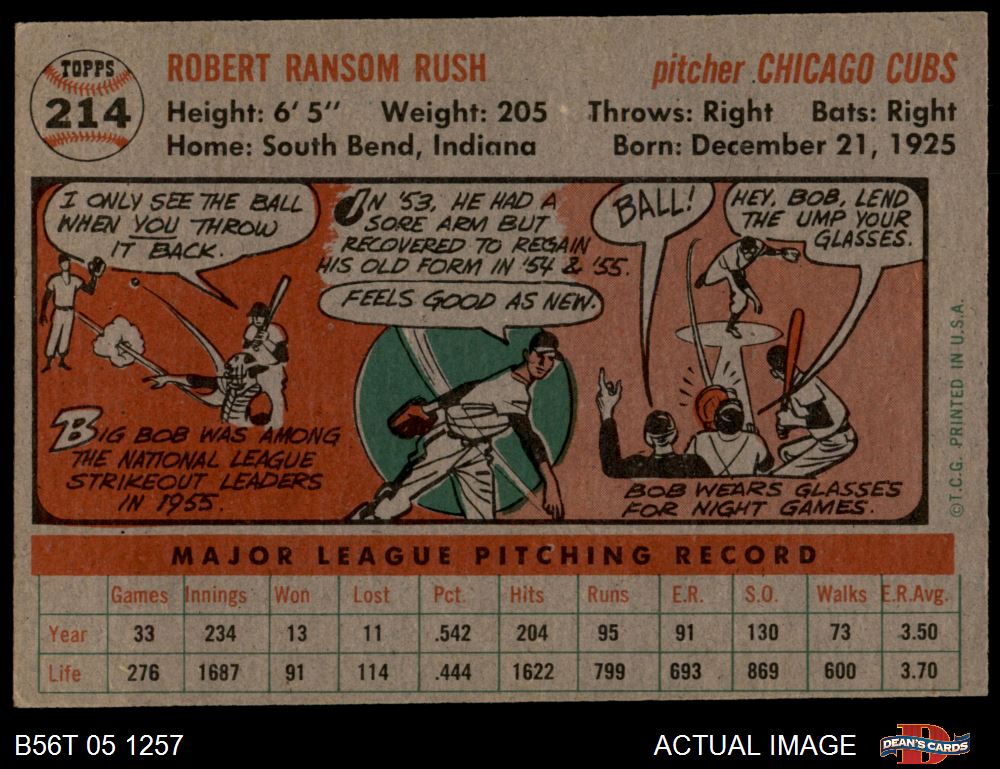 TOPPS
214
ROBERT RANSOM RUSH
pitcher CHICAGO CUBS
Height: 6' 5" Weight: 205 Throws: Right Bats: Right
Home: South Bend, Indiana Born: December 21, 1925
I ONLY SEE THE BALL
WHEN YOU THROW
IT BACK.
BIG BOB WAS AMONG
THE NATIONAL LEAGUE
STRIKEOUT LEADERS
IN 1955.
IN '53, HE HAD A
SORE ARM BUT
RECOVERED TO REGAIN
HIS OLD FORM IN '54 & '55.
FEELS GOOD AS NEW.
BALL!
HEY, BOB, LEND
THE UMP YOUR
GLASSES.
BOB WEARS GLASSES
FOR NIGHT GAMES.
©T.C.G. PRINTED IN U.S.A.
MAJOR LEAGUE PITCHING RECORD
Games Innings Won Lost Pct. Hits Runs E.R. S.O. Walks E.R.Avg.
Year 33 234 13 11 .542 204 95 91 130 73 3.50
Life 276 1687 91 114 .444 1622 799 693 869 600 3.70
B56T 05 1257
ACTUAL IMAGE
D
DEAN'S CARDS